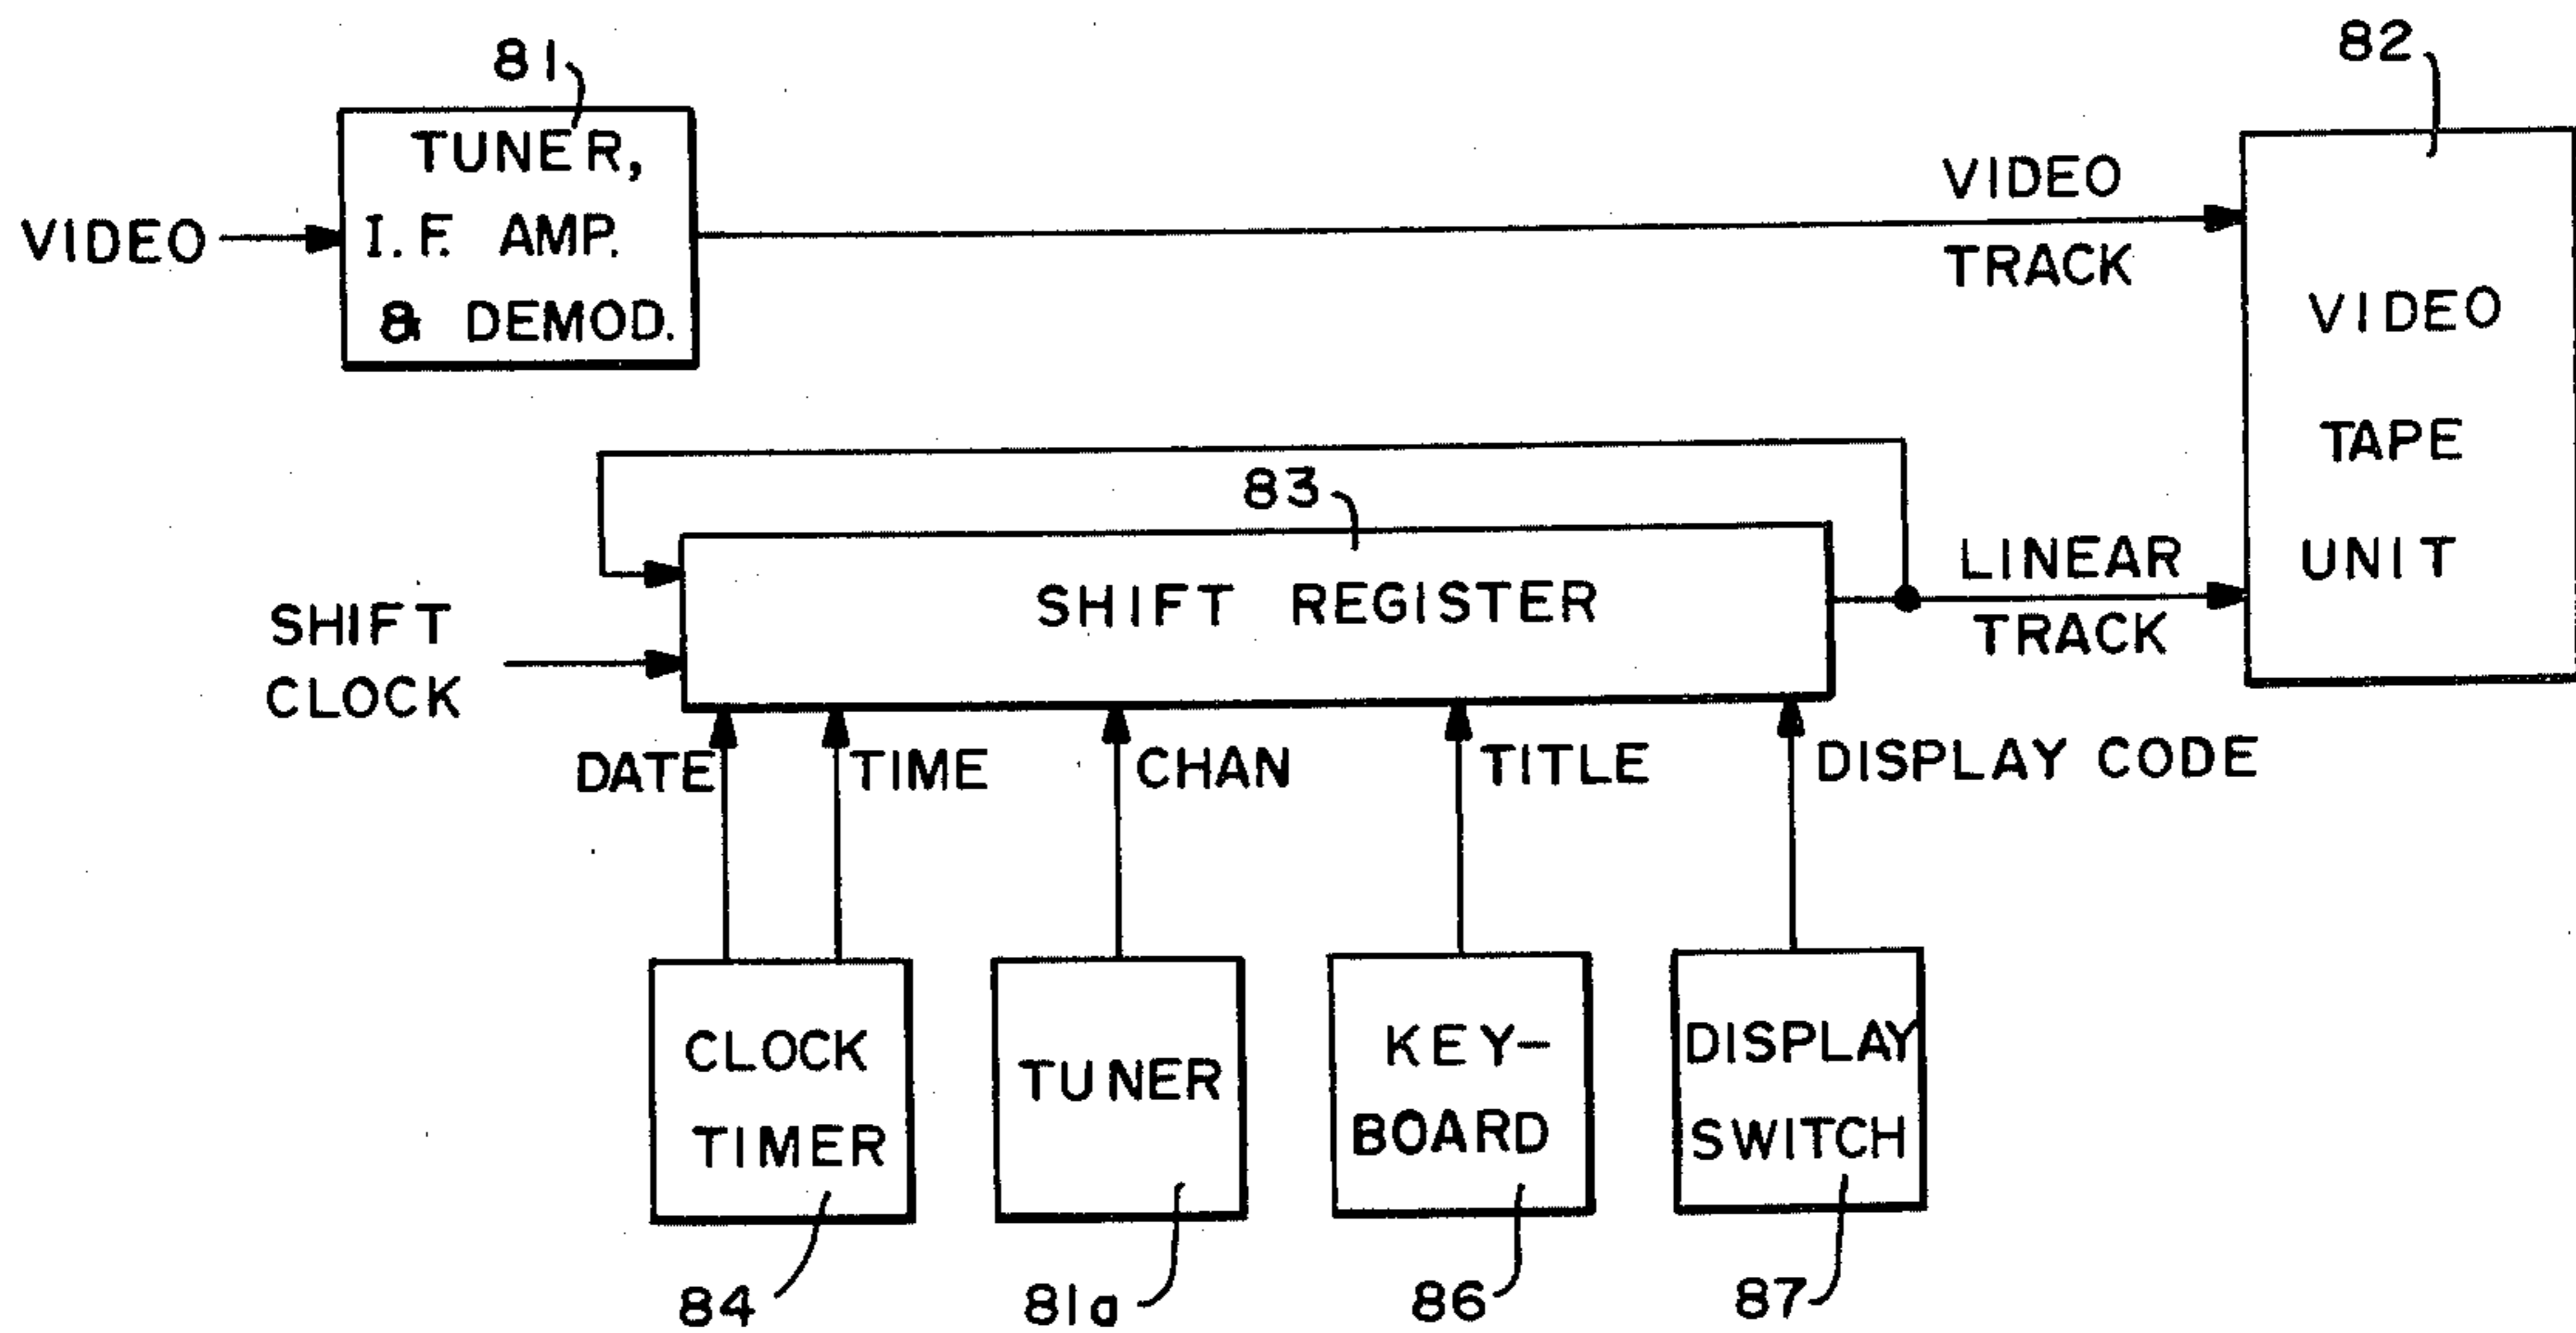 81
82
TUNER,
I.F. AMP.
& DEMOD.
VIDEO
VIDEO
TRACK
VIDEO
TAPE
UNIT
83
SHIFT REGISTER
LINEAR
TRACK
SHIFT
CLOCK
DATE
TIME
CHAN
TITLE
DISPLAY CODE
CLOCK
TIMER
TUNER
KEY-
BOARD
DISPLAY
SWITCH
84
81a
86
87